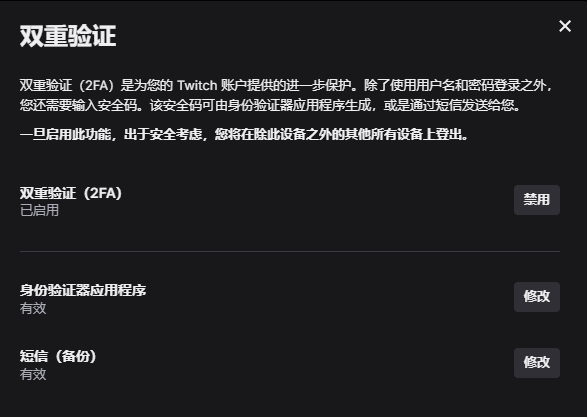 双重验证
双重验证（2FA）是为您的 Twitch 账户提供的进一步保护。除了使用用户名和密码登录之外，
您还需要输入安全码。该安全码可由身份验证器应用程序生成，或是通过短信发送给您。
一旦启用此功能，出于安全考虑，您将在除此设备之外的其他所有设备上登出。
双重验证（2FA）
已启用
禁用
身份验证器应用程序
有效
修改
短信（备份）
有效
修改